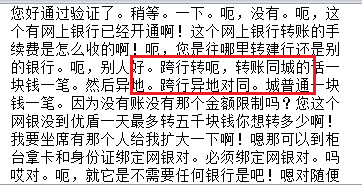 您好通过验证了。稍等。一下。呃，没有。呃，这
个有网上银行已经开通啊！这个网上银行转账的手
续费是怎么收的啊！呃，您是往哪里转建行还是别
的银行。呃，别人好。跨行转呃，转账同城的话一
块钱一笔。然后异地。跨行异地对同。城普通一
块钱一笔。因为没有账没有那个金额限制吗？您这个
网银没到优盾一天最多转五千块钱你想转多少啊！
我要坐席有那个人给我扩大一下啊！嗯那可以到柜
台拿卡和身份证绑定网银对。必须绑定网银对。吗
哎对。呃，就它是不需要任何银行是吧！嗯对随便